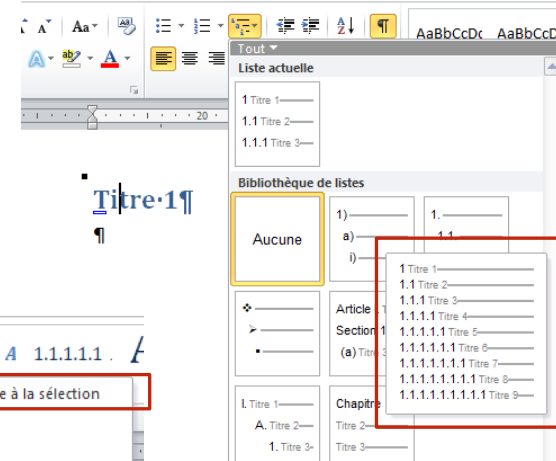 Aa
AaBbCcDc AaBbCcD
Tout
Liste actuelle
1 Titre 1
1.1 Titre 2
1.1.1 Titre 3
· 20 ·
Titre·1¶
¶
Bibliothèque de listes
Aucune
1)
a)
i)
1.
1.1.
1 Titre 1
1.1 Titre 2
1.1.1 Titre 3
1.1.1.1 Titre 4
1.1.1.1.1 Titre 5
1.1.1.1.1.1 Titre 6
1.1.1.1.1.1.1 Titre 7
1.1.1.1.1.1.1.1 Titre 8
1.1.1.1.1.1.1.1.1 Titre 9
Article I.
Section 1
(a) Titre 3
A 1.1.1.1.1 . A
e à la sélection
I. Titre 1
A. Titre 2
1. Titre 3
Chapitre
Titre 2
Titre 3